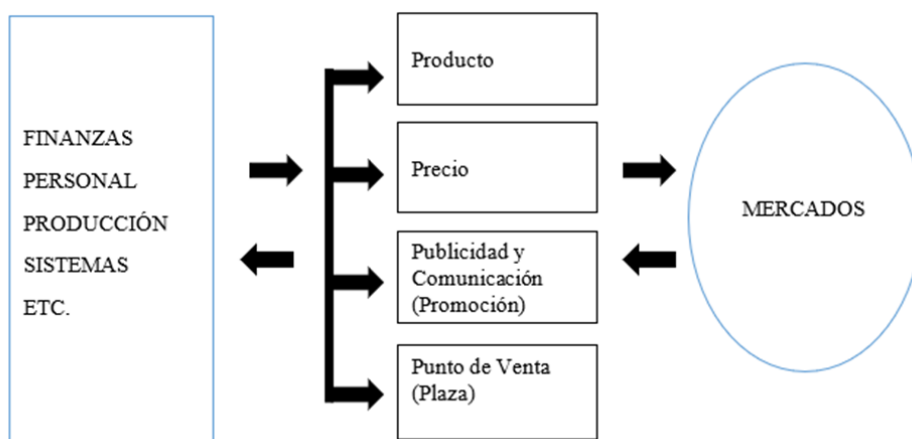 FINANZAS
PERSONAL
PRODUCCIÓN
SISTEMAS
ETC.
Producto
Precio
Publicidad y
Comunicación
(Promoción)
Punto de Venta
(Plaza)
MERCADOS